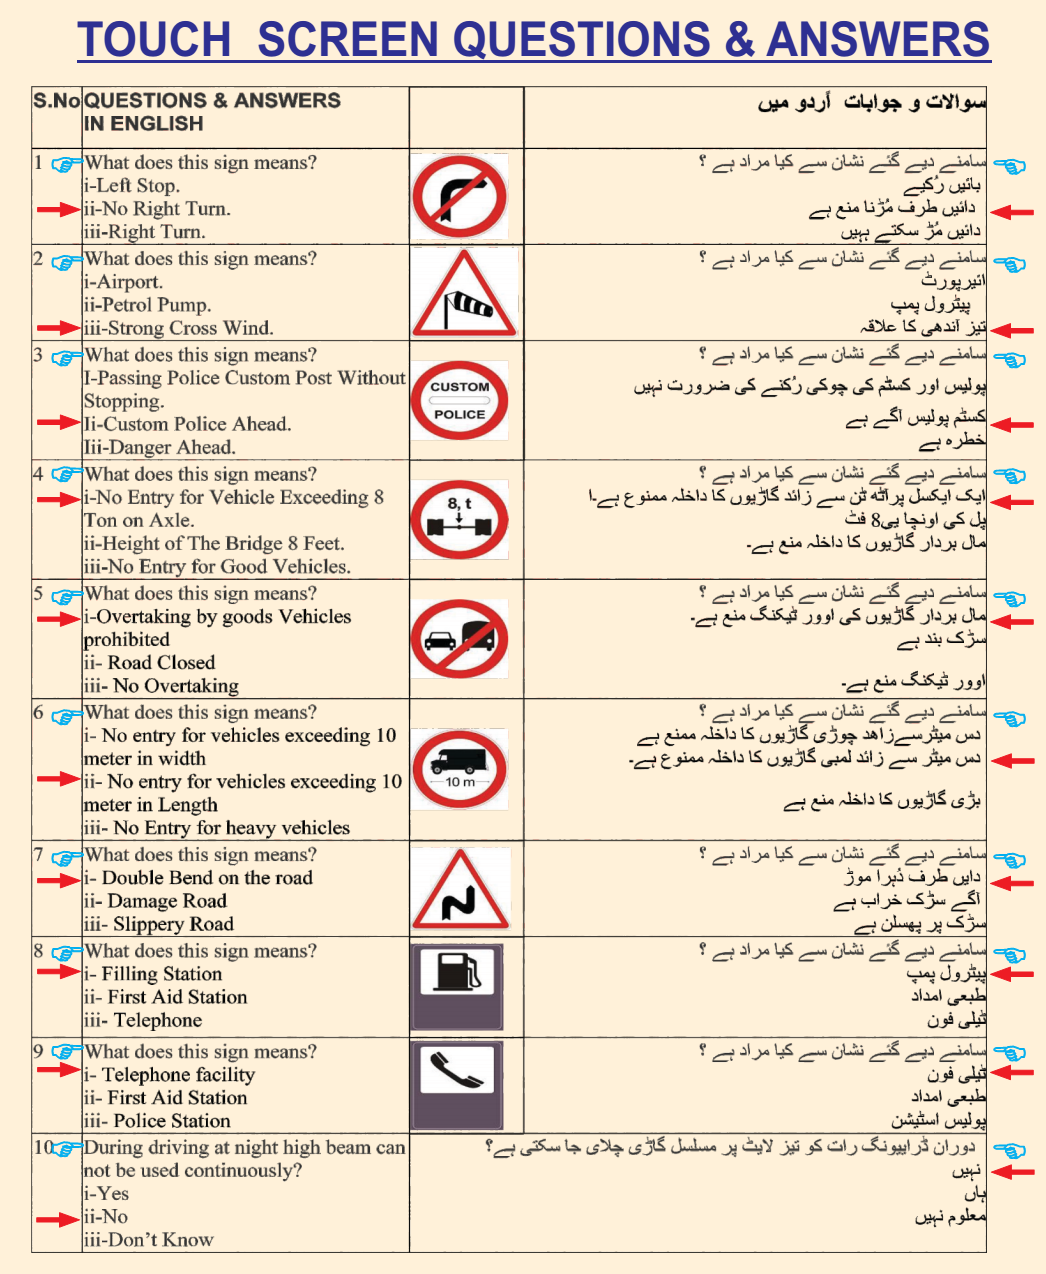 TOUCH SCREEN QUESTIONS & ANSWERS
S.No QUESTIONS & ANSWERS
IN ENGLISH
سوالات و جوابات اُردو میں
1 What does this sign means?
i-Left Stop.
ii-No Right Turn.
iii-Right Turn.
سامنے دیے گئے نشان سے کیا مراد ہے ؟
بائیں رُکیے
دائیں طرف مُڑنا منع ہے
دائیں مُڑ سکتے ہیں
2 What does this sign means?
i-Airport.
ii-Petrol Pump.
iii-Strong Cross Wind.
سامنے دیے گئے نشان سے کیا مراد ہے ؟
ائیرپورٹ
پیٹرول پمپ
تیز آندھی کا علاقہ
3 What does this sign means?
I-Passing Police Custom Post Without
Stopping.
Ii-Custom Police Ahead.
Iii-Danger Ahead.
CUSTOM
POLICE
سامنے دیے گئے نشان سے کیا مراد ہے ؟
پولیس اور کسٹم کی چوکی رُکنے کی ضرورت نہیں
کسٹم پولیس آگے ہے
خطرہ ہے
4 What does this sign means?
i-No Entry for Vehicle Exceeding 8
Ton on Axle.
ii-Height of The Bridge 8 Feet.
iii-No Entry for Good Vehicles.
8, t
سامنے دیے گئے نشان سے کیا مراد ہے ؟
ایک ایکسل پراٹھ ٹن سے زائد گاڑیوں کا داخلہ ممنوع ہے۔ا
پل کی اونچا یی8 فٹ
مال بردار گاڑیوں کا داخلہ منع ہے۔
5 What does this sign means?
i-Overtaking by goods Vehicles
prohibited
ii- Road Closed
iii- No Overtaking
سامنے دیے گئے نشان سے کیا مراد ہے ؟
مال بردار گاڑیوں کی اوور ٹیکنگ منع ہے۔
سڑک بند ہے
اوور ٹیکنگ منع ہے۔
6 What does this sign means?
i- No entry for vehicles exceeding 10
meter in width
ii- No entry for vehicles exceeding 10
meter in Length
iii- No Entry for heavy vehicles
10 m
سامنے دیے گئے نشان سے کیا مراد ہے ؟
دس میٹرسےزاھد چوڑی گاڑیوں کا داخلہ ممنع ہے
دس میٹر سے زائد لمبی گاڑیوں کا داخلہ ممنوع ہے۔
بڑی گاڑیوں کا داخلہ منع ہے
7 What does this sign means?
i- Double Bend on the road
ii- Damage Road
iii- Slippery Road
سامنے دیے گئے نشان سے کیا مراد ہے ؟
دایں طرف دُہرا موڑ
آگے سڑک خراب ہے
سڑک پر پھسلن ہے
8 What does this sign means?
i- Filling Station
ii- First Aid Station
iii- Telephone
سامنے دیے گئے نشان سے کیا مراد ہے ؟
پیٹرول پمپ
طبعی امداد
ٹیلی فون
9 What does this sign means?
i- Telephone facility
ii- First Aid Station
iii- Police Station
سامنے دیے گئے نشان سے کیا مراد ہے ؟
ٹیلی فون
طبعی امداد
پولیس اسٹیشن
10 During driving at night high beam can
not be used continuously?
i-Yes
ii-No
iii-Don’t Know
دوران ڈرایپونگ رات کو تیز لایٹ پر مسلسل گاڑی چلای جا سکتی ہے؟
نہیں
ہاں
معلوم نہیں